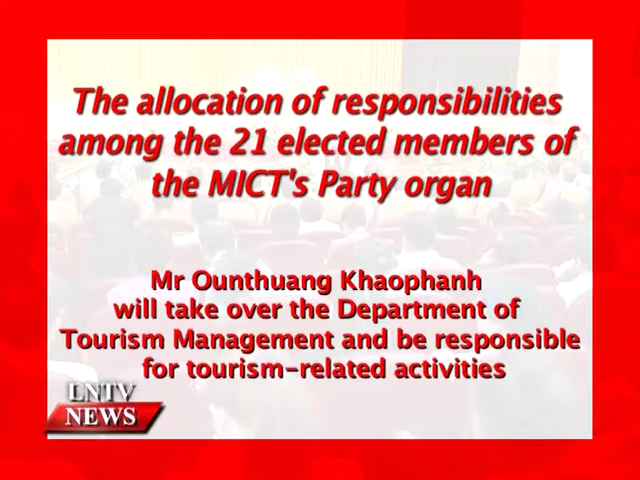 The allocation of responsibilities
among the 21 elected members of
the MICT's Party organ
Mr Ounthuang Khaophanh
will take over the Department of
Tourism Management and be responsible
for tourism-related activities
LNTV
NEWS